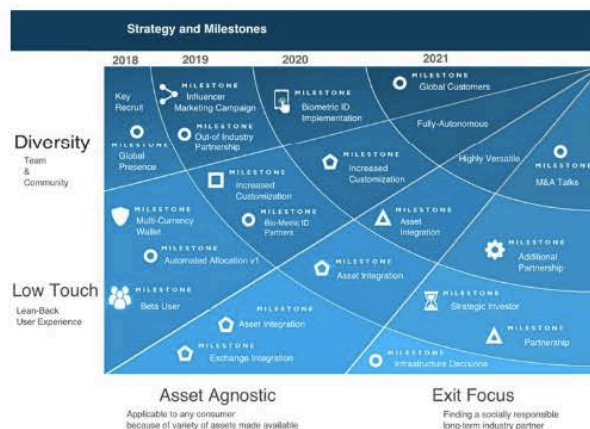 Strategy and Milestones
2018
2019
2020
2021
Diversity
Team
&
Community
Low Touch
Lean-Back
User Experience
Key
Recruit
MILESTONE
Global
Presence
MILESTONE
Influencer
Marketing Campaign
MILESTONE
Out-of Industry
Partnership
MILESTONE
Biometric ID
Implementation
MILESTONE
Global Customers
Fully-Autonomous
Highly Versatile
MILESTONE
M&A Talks
MILESTONE
Increased
Customization
MILESTONE
Increased
Customization
MILESTONE
Multi-Currency
Wallet
MILESTONE
Bio-Metric ID
Partners
MILESTONE
Asset
Integration
MILESTONE
Automated Allocation v1
MILESTONE
Asset Integration
MILESTONE
Additional
Partnership
MILESTONE
Beta User
MILESTONE
Strategic Investor
MILESTONE
Asset Integration
MILESTONE
Partnership
MILESTONE
Exchange Integration
MILESTONE
Infrastructure Decisions
Asset Agnostic
Applicable to any consumer
because of variety of assets made available
Exit Focus
Finding a socially responsible
long-term industry partner